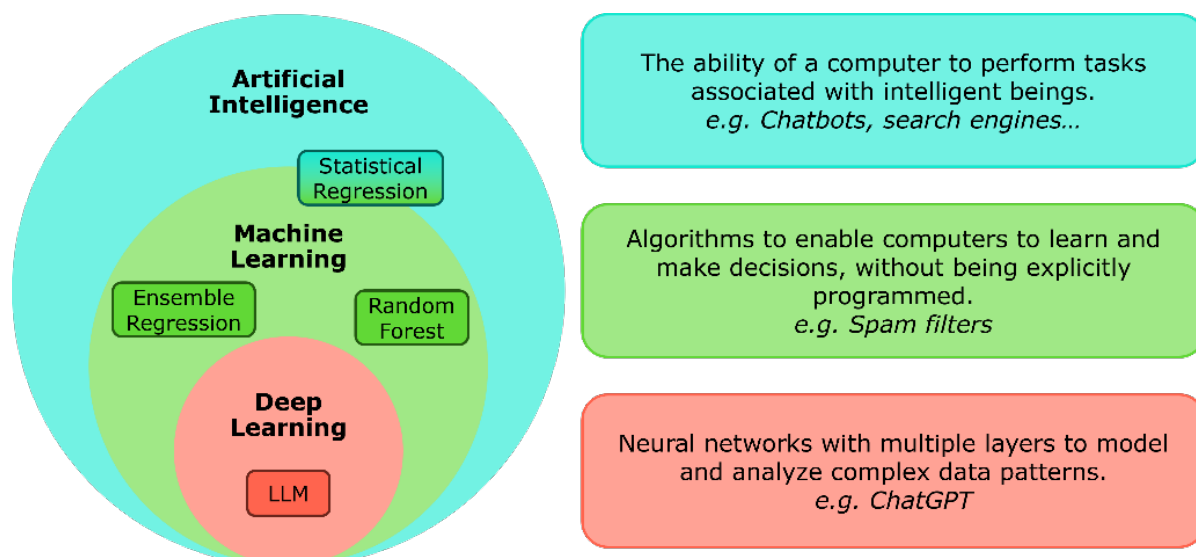 Artificial
Intelligence
Statistical
Regression
Machine
Learning
Ensemble
Regression
Random
Forest
Deep
Learning
LLM
The ability of a computer to perform tasks
associated with intelligent beings.
e.g. Chatbots, search engines…
Algorithms to enable computers to learn and
make decisions, without being explicitly
programmed.
e.g. Spam filters
Neural networks with multiple layers to model
and analyze complex data patterns.
e.g. ChatGPT